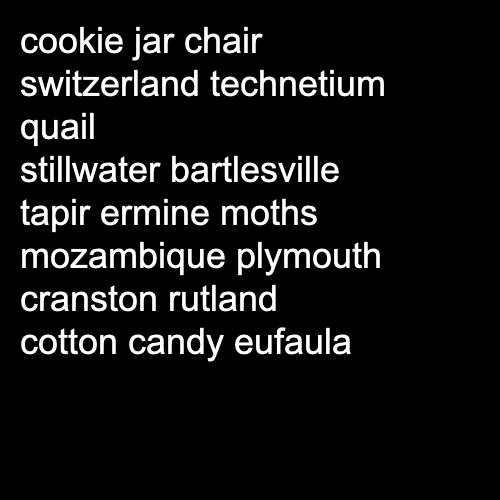 cookie jar chair
switzerland technetium
quail
stillwater bartlesville
tapir ermine moths
mozambique plymouth
cranston rutland
cotton candy eufaula